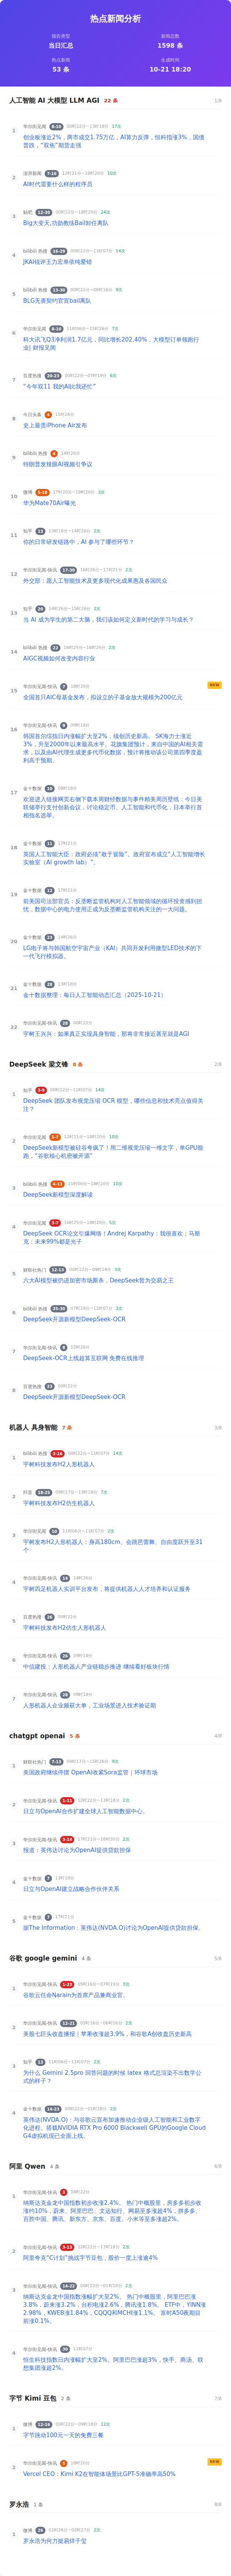 热点新闻分析
报告类型
新闻总数
当日汇总
1598 条
热点新闻
生成时间
53 条
10-21 18:20
人工智能 AI 大模型 LLM AGI 22 条 1/8
1
华尔街见闻
创业板涨近2%，两市成交1.75万亿，AI算力反弹，恒科指涨3%，国债
普跌，“双焦”期货走强
2
澎湃新闻
AI时代需要什么样的程序员
3
贴吧
Big大变天,功勋教练Bail卸任离队
4
bilibili 热搜
JKAI锐评王力宏单依纯爱错
5
bilibili 热搜
BLG无畏契约官宣bail离队
6
华尔街见闻
科大讯飞Q3净利润1.7亿元，同比增长202.40%，大模型订单领跑行
业| 财报见闻
7
百度热搜
“今年双11 我的AI比我还忙”
8
今日头条
史上最贵iPhone Air发布
9
bilibili 热搜
特朗普发辣眼AI视频引争议
10
微博
华为Mate70Air曝光
11
知乎
你的日常研发链路中，AI 参与了哪些环节？
12
华尔街见闻-快讯
外交部：愿人工智能技术及更多现代化成果惠及各国民众
13
知乎
当 AI 成为学生的第二大脑，我们该如何定义新时代的学习与成长？
14
bilibili 热搜
AIGC视频如何改变内容行业
15
华尔街见闻-快讯
NEW
全国首只AIC母基金发布，拟设立的子基金放大规模为200亿元
16
华尔街见闻-快讯
韩国首尔综指日内涨幅扩大至2%，续创历史新高。 SK海力士涨近
3%，升至2000年以来最高水平。花旗集团预计，来自中国的AI相关需
求，以及由AI代理生成更多代币化数据，预计将推动该公司第四季度盈
利高于预期。
17
金十数据
欢迎进入链接网页右侧下载本周财经数据与事件精美周历壁纸：今日美
联储举行支付创新会议，讨论稳定币、人工智能和代币化，日本举行首
相指名选举。
18
金十数据
英国人工智能大臣：政府必须“敢于冒险”。政府宣布成立“人工智能增长
实验室（AI growth lab）”。
19
金十数据
前美国司法部官员：反垄断监管机构对人工智能领域的循环投资感到担
忧，数据中心的电力使用正成为反垄断监管机构关注的一大问题。
20
金十数据
LG电子将与韩国航空宇宙产业（KAI）共同开发利用微型LED技术的下
一代飞行模拟器。
21
金十数据
金十数据整理：每日人工智能动态汇总（2025-10-21）
22
华尔街见闻-快讯
宇树王兴兴：如果真正实现具身智能，那将非常接近甚至就是AGI
DeepSeek 梁文锋 8 条 2/8
1
知乎
DeepSeek 团队发布视觉压缩 OCR 模型，哪些信息和技术亮点值得关
注？
2
华尔街见闻
DeepSeek新模型被硅谷夸疯了！用二维视觉压缩一维文字，单GPU能
跑，“谷歌核心机密被开源”
3
bilibili 热搜
DeepSeek新模型深度解读
4
华尔街见闻
DeepSeek OCR论文引爆网络！Andrej Karpathy：我很喜欢；马斯
克：未来99%都是光子
5
财联社热门
六大AI模型被扔进加密市场厮杀，DeepSeek暂为交易之王
6
bilibili 热搜
DeepSeek开源新模型DeepSeek-OCR
7
bilibili 热搜
DeepSeek-OCR上线超算互联网 免费在线推理
8
百度热搜
DeepSeek开源新模型DeepSeek-OCR
机器人 具身智能 7 条 3/8
1
bilibili 热搜
宇树科技发布H2人形机器人
2
抖音
宇树科技发布H2仿生机器人
3
华尔街见闻
宇树发布H2人形机器人：身高180cm、会跳芭蕾舞、自由度跃升至31
个
4
华尔街见闻-快讯
宇树四足机器人实训平台发布，将提供机器人人才培养和认证服务
5
百度热搜
宇树科技发布H2仿生人形机器人
6
华尔街见闻-快讯
中信建投：人形机器人产业链稳步推进 继续看好板块行情
7
华尔街见闻-快讯
人形机器人企业频获大单，工业场景进入技术验证期
chatgpt openai 5 条 4/8
1
财联社热门
美国政府继续停摆 OpenAI收紧Sora监管｜环球市场
2
华尔街见闻-快讯
日立与OpenAI合作扩建全球人工智能数据中心。
3
华尔街见闻-快讯
报道：英伟达讨论为OpenAI提供贷款担保
4
金十数据
日立与OpenAI建立战略合作伙伴关系
5
金十数据
据The Information：英伟达(NVDA.O)讨论为OpenAI提供贷款担保。
谷歌 google gemini 4 条 5/8
1
华尔街见闻-快讯
谷歌云任命Narain为首席产品兼商业官。
2
华尔街见闻-快讯
美股七巨头收盘播报｜苹果收涨超3.9%，和谷歌A创收盘历史新高
3
知乎
为什么 Gemini 2.5pro 回答问题的时候 latex 格式总渲染不出数学公
式的样子？
4
金十数据
英伟达(NVDA.O)：与谷歌云宣布加速推动企业级人工智能和工业数字
化进程。搭载NVIDIA RTX Pro 6000 Blackwell GPU的Google Cloud
G4虚拟机现已全面上线。
阿里 Qwen 4 条 6/8
1
华尔街见闻-快讯
纳斯达克金龙中国指数初步收涨2.4%。 热门中概股里，房多多初步收
涨约10%，蔚来、阿里巴巴、文远知行、网易至多涨超4%，拼多多、
百胜中国、腾讯、新东方、京东、百度、小米等至多涨超2%。
2
华尔街见闻-快讯
阿里夸克“C计划”挑战字节豆包，股价一度上涨逾4%
3
华尔街见闻-快讯
纳斯达克金龙中国指数涨幅扩大至2%。热门中概股里，阿里巴巴涨
3.8%，蔚来涨3.2%，台积电涨2.6%，腾讯涨1.8%。 ETF中，YINN涨
2.98%，KWEB涨1.84%，CQQQ和MCHI涨1.1%。 富时A50夜期目
前涨0.1%。
4
华尔街见闻-快讯
恒生科技指数日内涨幅扩大至2%。阿里巴巴涨超3%，快手、商汤、联
想集团涨超2%。
字节 Kimi 豆包 2 条 7/8
1
微博
字节跳动100元一天的免费三餐
2
华尔街见闻-快讯
NEW
Vercel CEO：Kimi K2在智能体场景比GPT-5准确率高50%
罗永浩 1 条 8/8
1
微博
罗永浩为何力挺易烊千玺